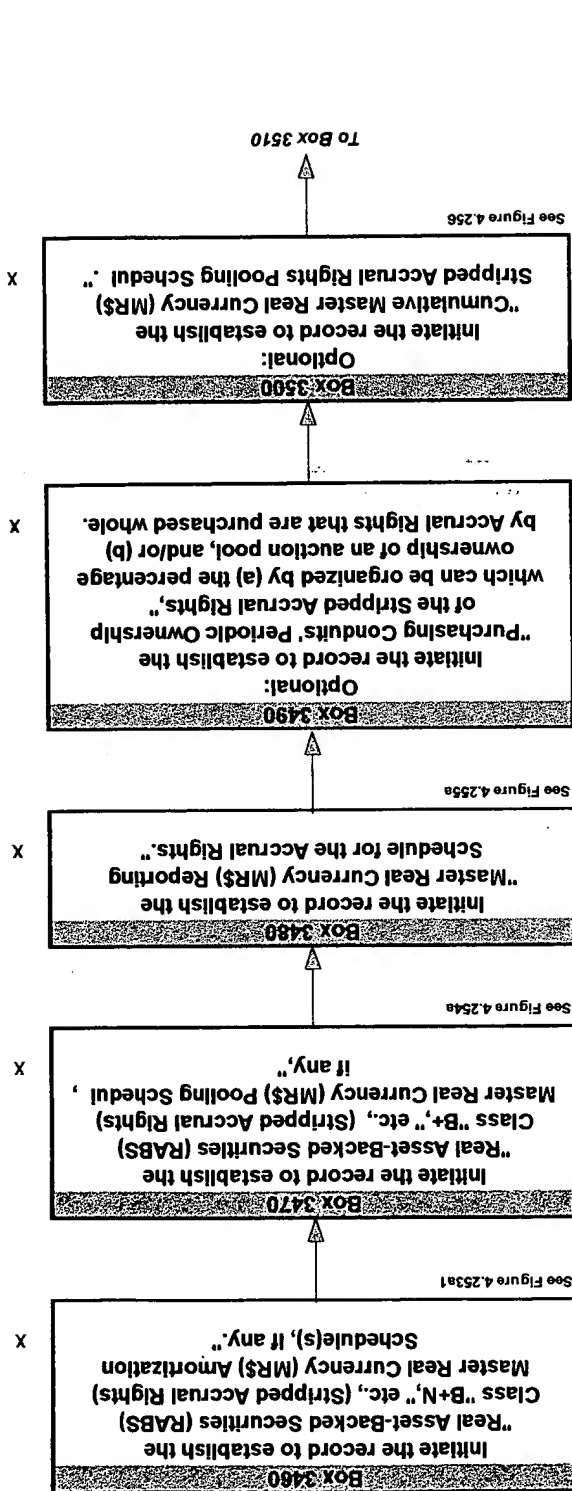 Box 3460
Initiate the record to establish the
"Real Asset-Backed Securities (RABS)
Class "B+N," etc., (Stripped Accrual Rights)
Master Real Currency (MR$) Amortization
Schedule(s), If any."
X
See Figure 4.253a1
Box 3470
Initiate the record to establish the
"Real Asset-Backed Securities (RABS)
Class "B+," etc., (Stripped Accrual Rights)
Master Real Currency (MR$) Pooling Schedul ,
if any,"
X
See Figure 4.254a
Box 3480
Initiate the record to establish the
"Master Real Currency (MR$) Reporting
Schedule for the Accrual Rights."
X
See Figure 4.255a
Box 3490
Optional:
Initiate the record to establish the
"Purchasing Conduits' Periodic Ownership
of the Stripped Accrual Rights,"
which can be organized by (a) the percentage
ownership of an auction pool, and/or (b)
by Accrual Rights that are purchased whole.
X
Box 3500
Optional:
Initiate the record to establish the
"Cumulative Master Real Currency (MR$)
Stripped Accrual Rights Pooling Schedul ."
X
See Figure 4.256
To Box 3510